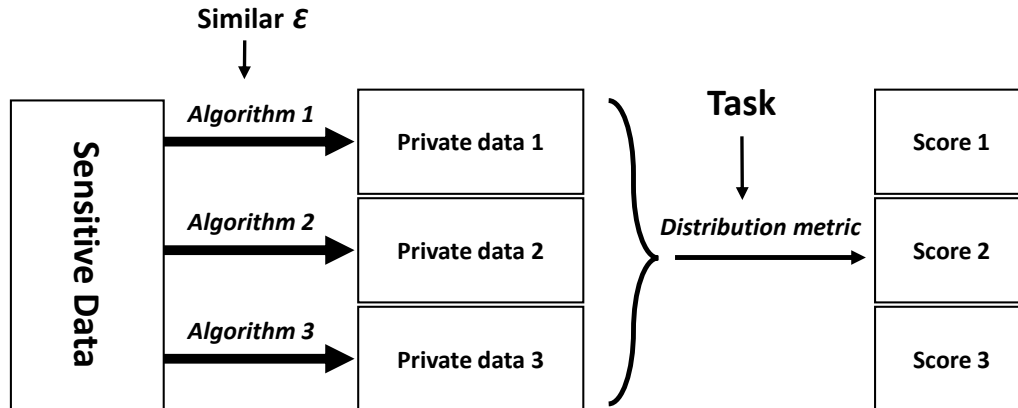 Similar ε
Sensitive Data
Algorithm 1
Algorithm 2
Algorithm 3
Private data 1
Private data 2
Private data 3
Task
Distribution metric
Score 1
Score 2
Score 3